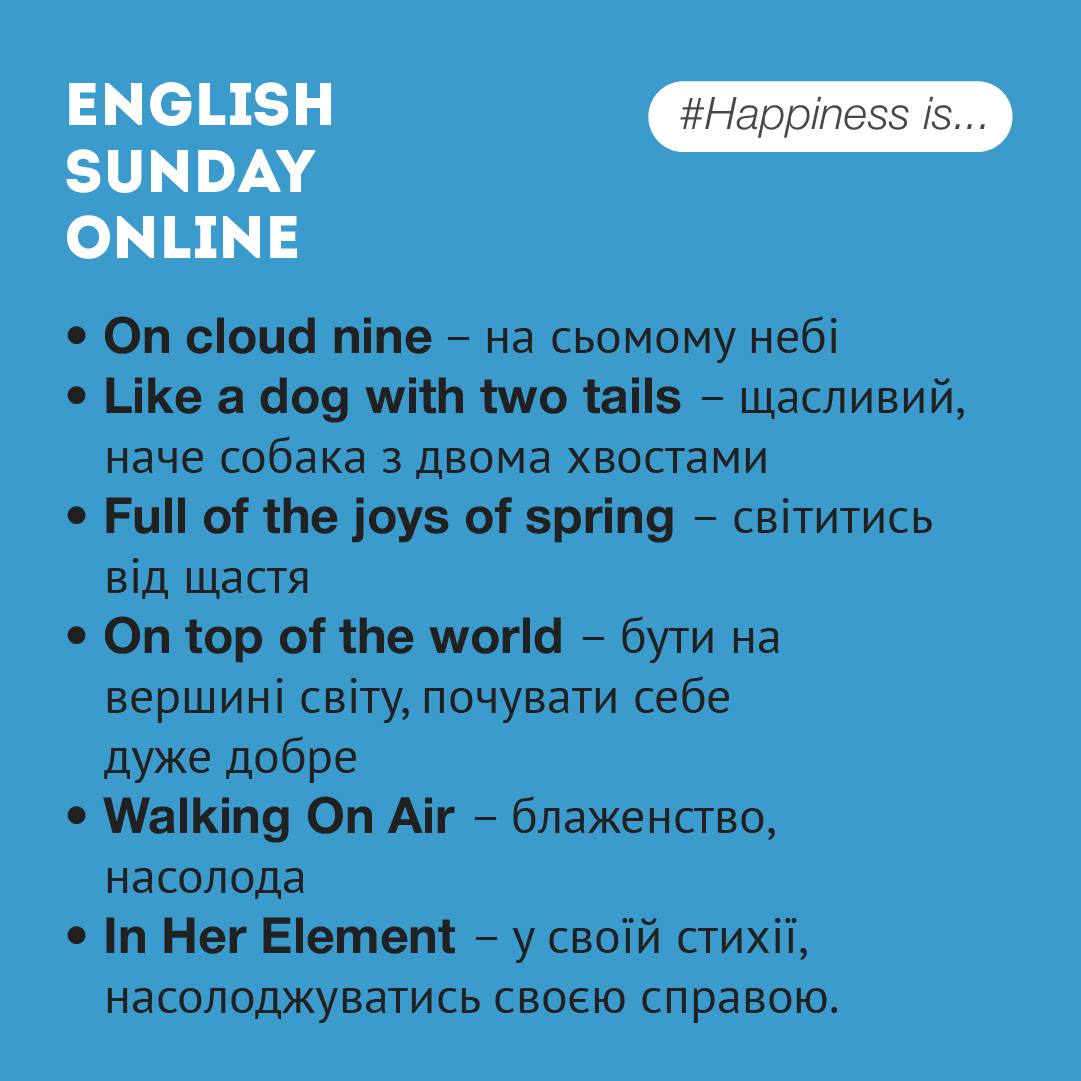 ENGLISH
SUNDAY
ONLINE
#Happiness is...
• On cloud nine – на сьомому небі
• Like a dog with two tails – щасливий,
наче собака з двома хвостами
• Full of the joys of spring – світитись
від щастя
• On top of the world – бути на
вершині світу, почувати себе
дуже добре
• Walking On Air – блаженство,
насолода
• In Her Element – у своїй стихії,
насолоджуватись своєю справою.